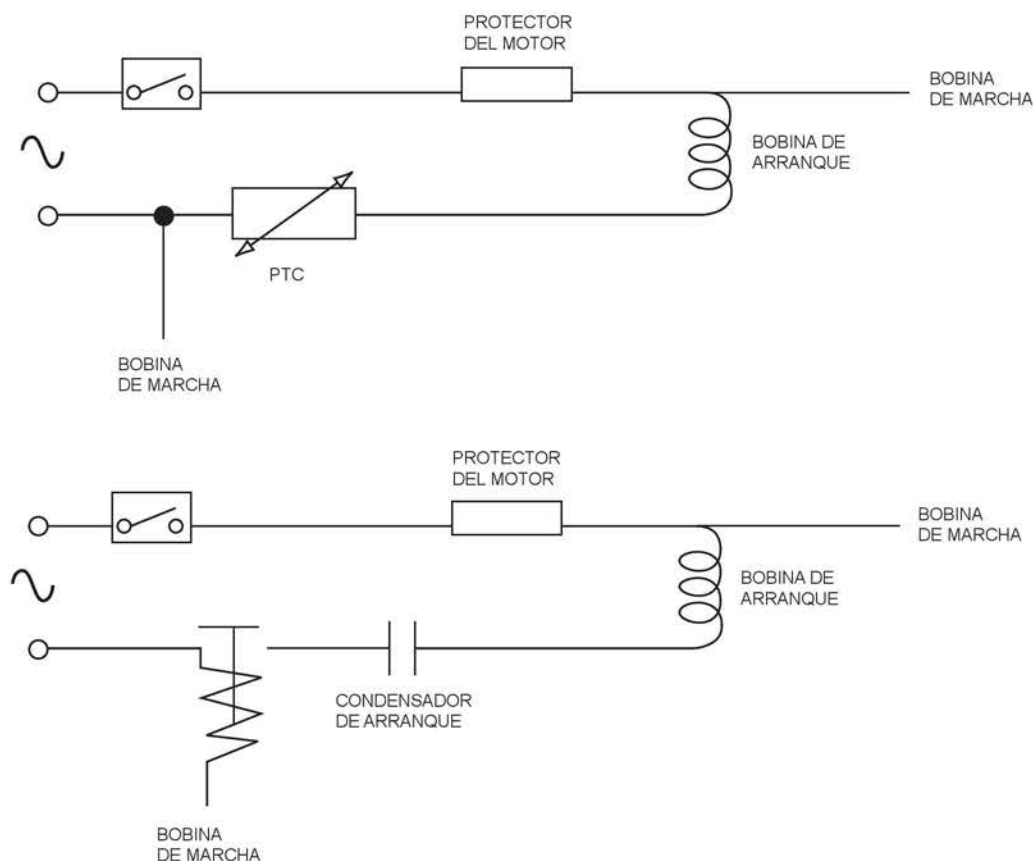 PROTECTOR
DEL MOTOR
BOBINA
DE MARCHA
BOBINA DE
ARRANQUE
PTC
BOBINA
DE MARCHA
PROTECTOR
DEL MOTOR
BOBINA
DE MARCHA
BOBINA DE
ARRANQUE
CONDENSADOR
DE ARRANQUE
BOBINA
DE MARCHA